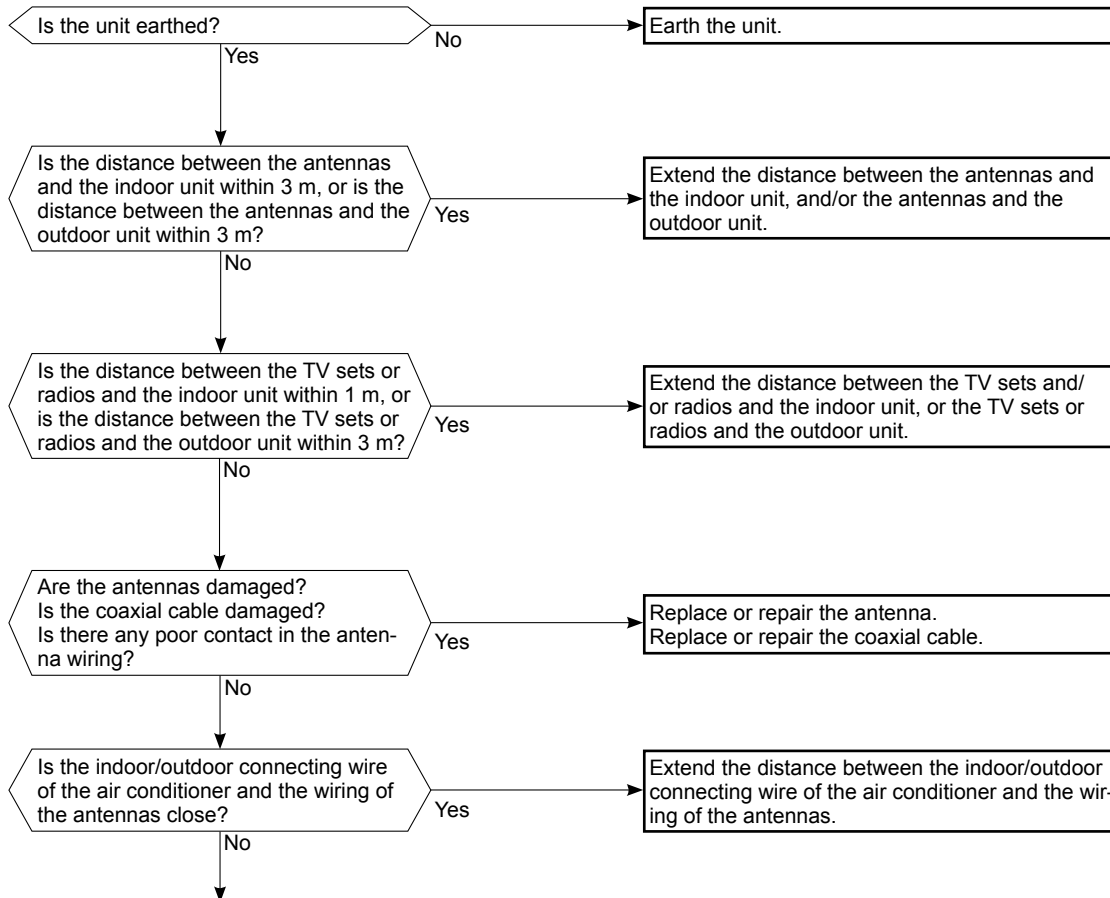 Is the unit earthed?
No
Earth the unit.
Yes
Is the distance between the antennas
and the indoor unit within 3 m, or is the
distance between the antennas and the
outdoor unit within 3 m?
Yes
Extend the distance between the antennas and
the indoor unit, and/or the antennas and the
outdoor unit.
No
Is the distance between the TV sets or
radios and the indoor unit within 1 m, or
is the distance between the TV sets or
radios and the outdoor unit within 3 m?
Yes
Extend the distance between the TV sets and/
or radios and the indoor unit, or the TV sets or
radios and the outdoor unit.
No
Are the antennas damaged?
Is the coaxial cable damaged?
Is there any poor contact in the anten-
na wiring?
Yes
Replace or repair the antenna.
Replace or repair the coaxial cable.
No
Is the indoor/outdoor connecting wire
of the air conditioner and the wiring of
the antennas close?
Yes
Extend the distance between the indoor/outdoor
connecting wire of the air conditioner and the wir-
ing of the antennas.
No